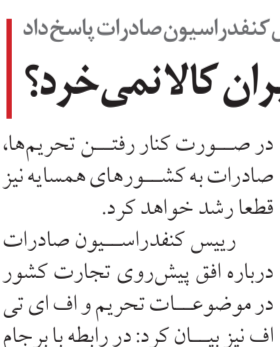 کنفدراسیون صادرات پاسخ داد
ایران کالا نمی‌خرد؟
در صورت کنار رفتن تحریم‌ها،
صادرات به کشورهای همسایه نیز
قطعا رشد خواهد کرد.
رییس کنفدراسیون صادرات
درباره افق پیش‌روی تجارت کشور
در موضوعات تحریم و اف ای تی
اف نیز بیان کرد: در رابطه با برجام